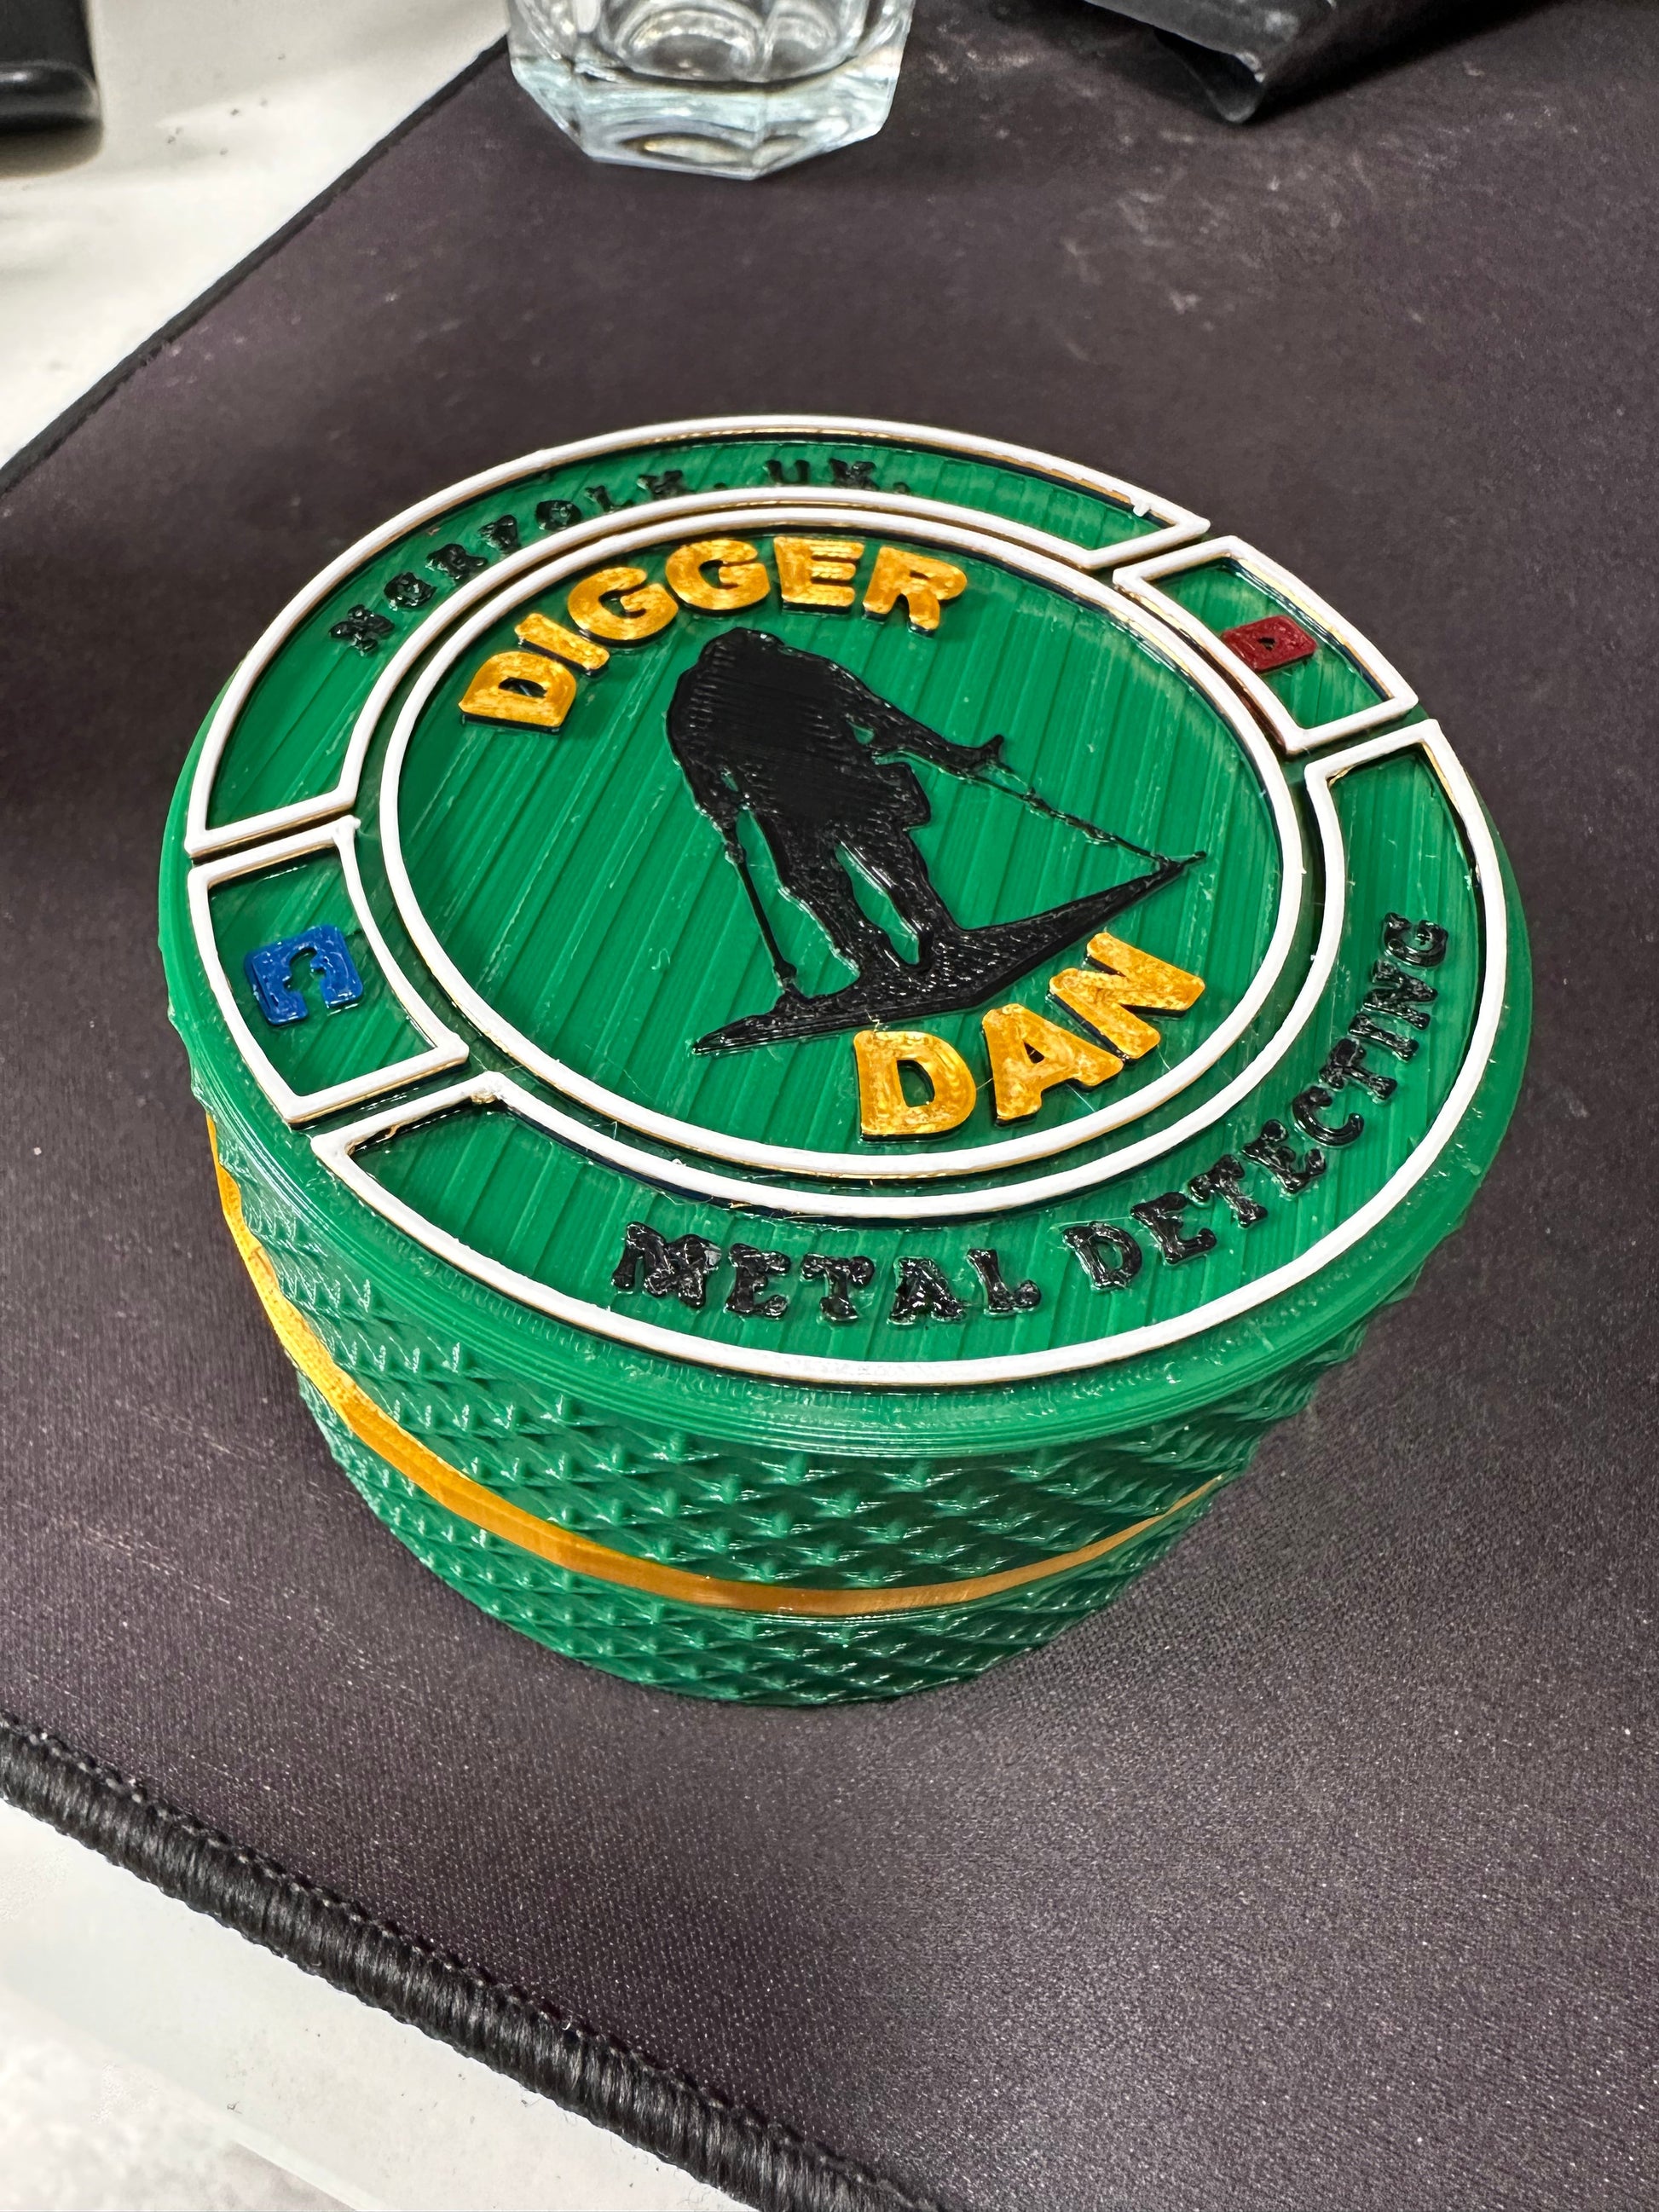 NORFOLK. UK.
DIGGER
DAN
METAL DETECTING